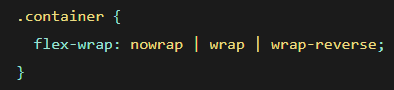 .container {
  flex-wrap: nowrap | wrap | wrap-reverse;
}